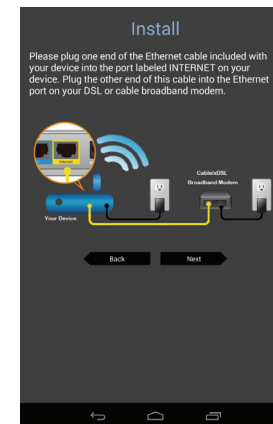 Install
Please plug one end of the Ethernet cable included with
your device into the port labeled INTERNET on your
device. Plug the other end of this cable into the Ethernet
port on your DSL or cable broadband modem.
Internet
Cable/xDSL
Broadband Modem
Your Device
Back
Next